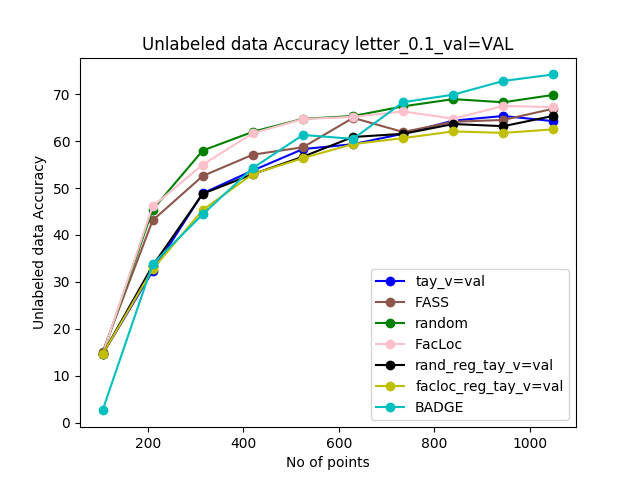 Unlabeled data Accuracy letter_0.1_val=VAL
Unlabeled data Accuracy
70
60
50
40
30
20
10
0
tay_v=val
FASS
random
FacLoc
rand_reg_tay_v=val
facloc_reg_tay_v=val
BADGE
200 400 600 800 1000
No of points